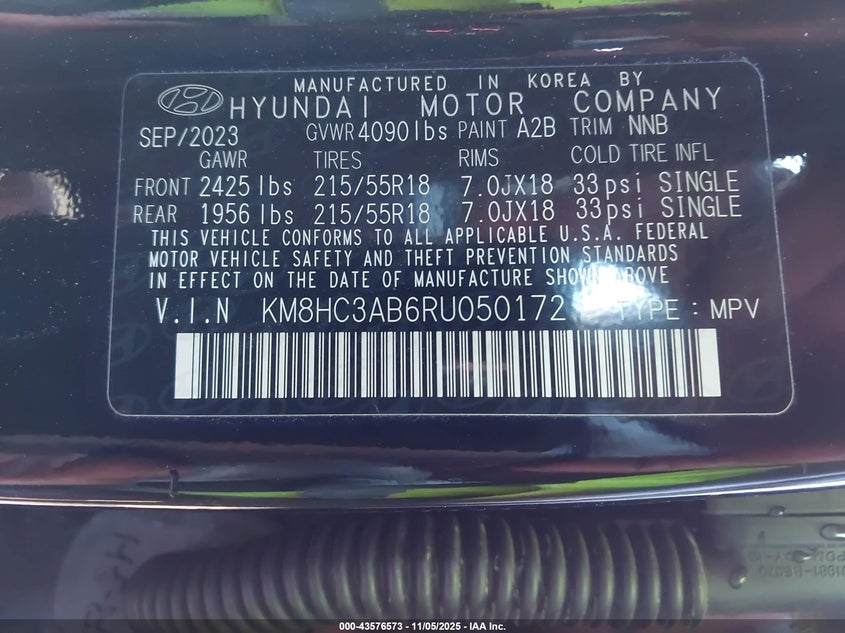 MANUFACTURED IN KOREA BY
HYUNDAI MOTOR COMPANY
SEP/2023 GVWR 4090 lbs PAINT A2B TRIM NNB
GAWR TIRES RIMS COLD TIRE INFL
FRONT 2425 lbs 215/55R18 7.0JX18 33psi SINGLE
REAR 1956 lbs 215/55R18 7.0JX18 33psi SINGLE
THIS VEHICLE CONFORMS TO ALL APPLICABLE U.S.A. FEDERAL
MOTOR VEHICLE SAFETY AND THEFT PREVENTION STANDARDS
IN EFFECT ON THE DATE OF MANUFACTURE SHOWN ABOVE
V.I.N KM8HC3AB6RU050172 TYPE : MPV
000-43576573 - 11/05/2025 - IAA Inc.